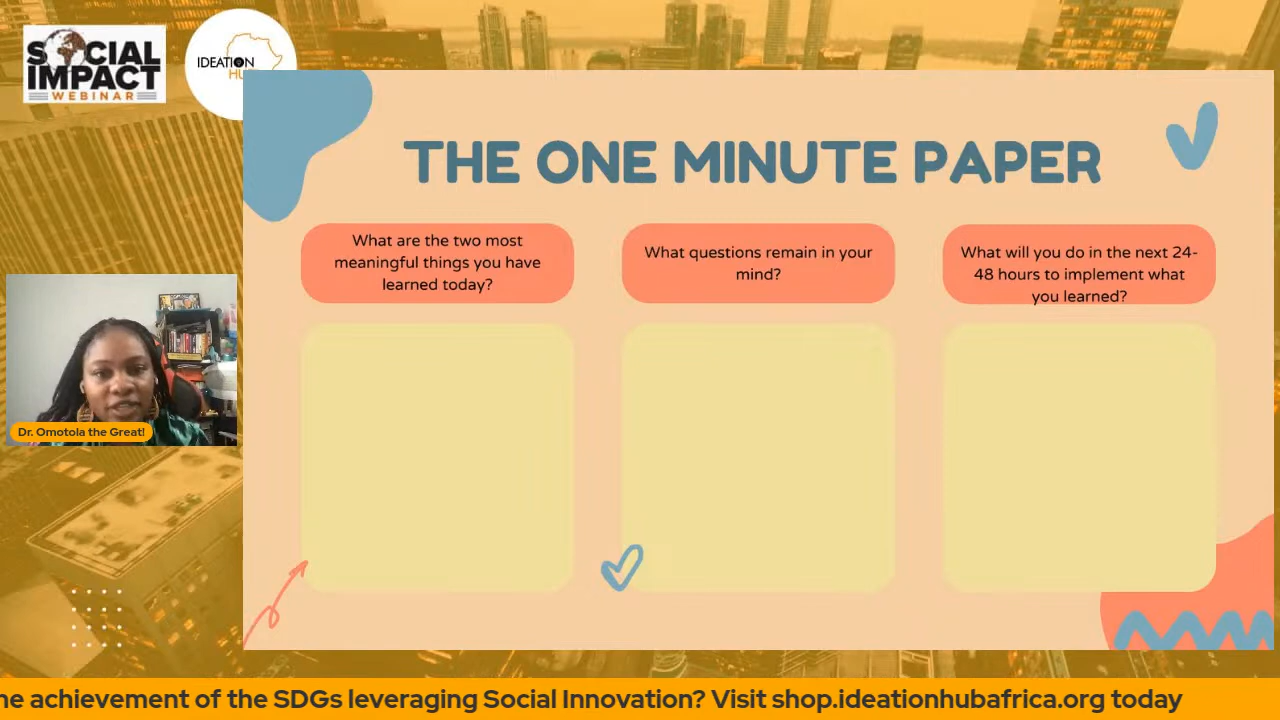 SOCIAL
IMPACT
WEBINAR
IDEATION
HU
THE ONE MINUTE PAPER
What are the two most
meaningful things you have
learned today?
What questions remain in your
mind?
What will you do in the next 24-
48 hours to implement what
you learned?
Dr. Omotola the Great!
ne achievement of the SDGs leveraging Social Innovation? Visit shop.ideationhubafrica.org today